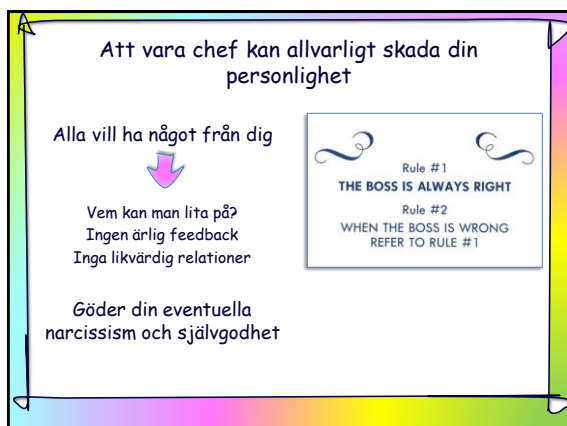 Att vara chef kan allvarligt skada din
personlighet
Alla vill ha något från dig
Vem kan man lita på?
Ingen ärlig feedback
Inga likvärdig relationer
Göder din eventuella
narcissism och självgodhet
Rule #1
THE BOSS IS ALWAYS RIGHT
Rule #2
WHEN THE BOSS IS WRONG
REFER TO RULE #1